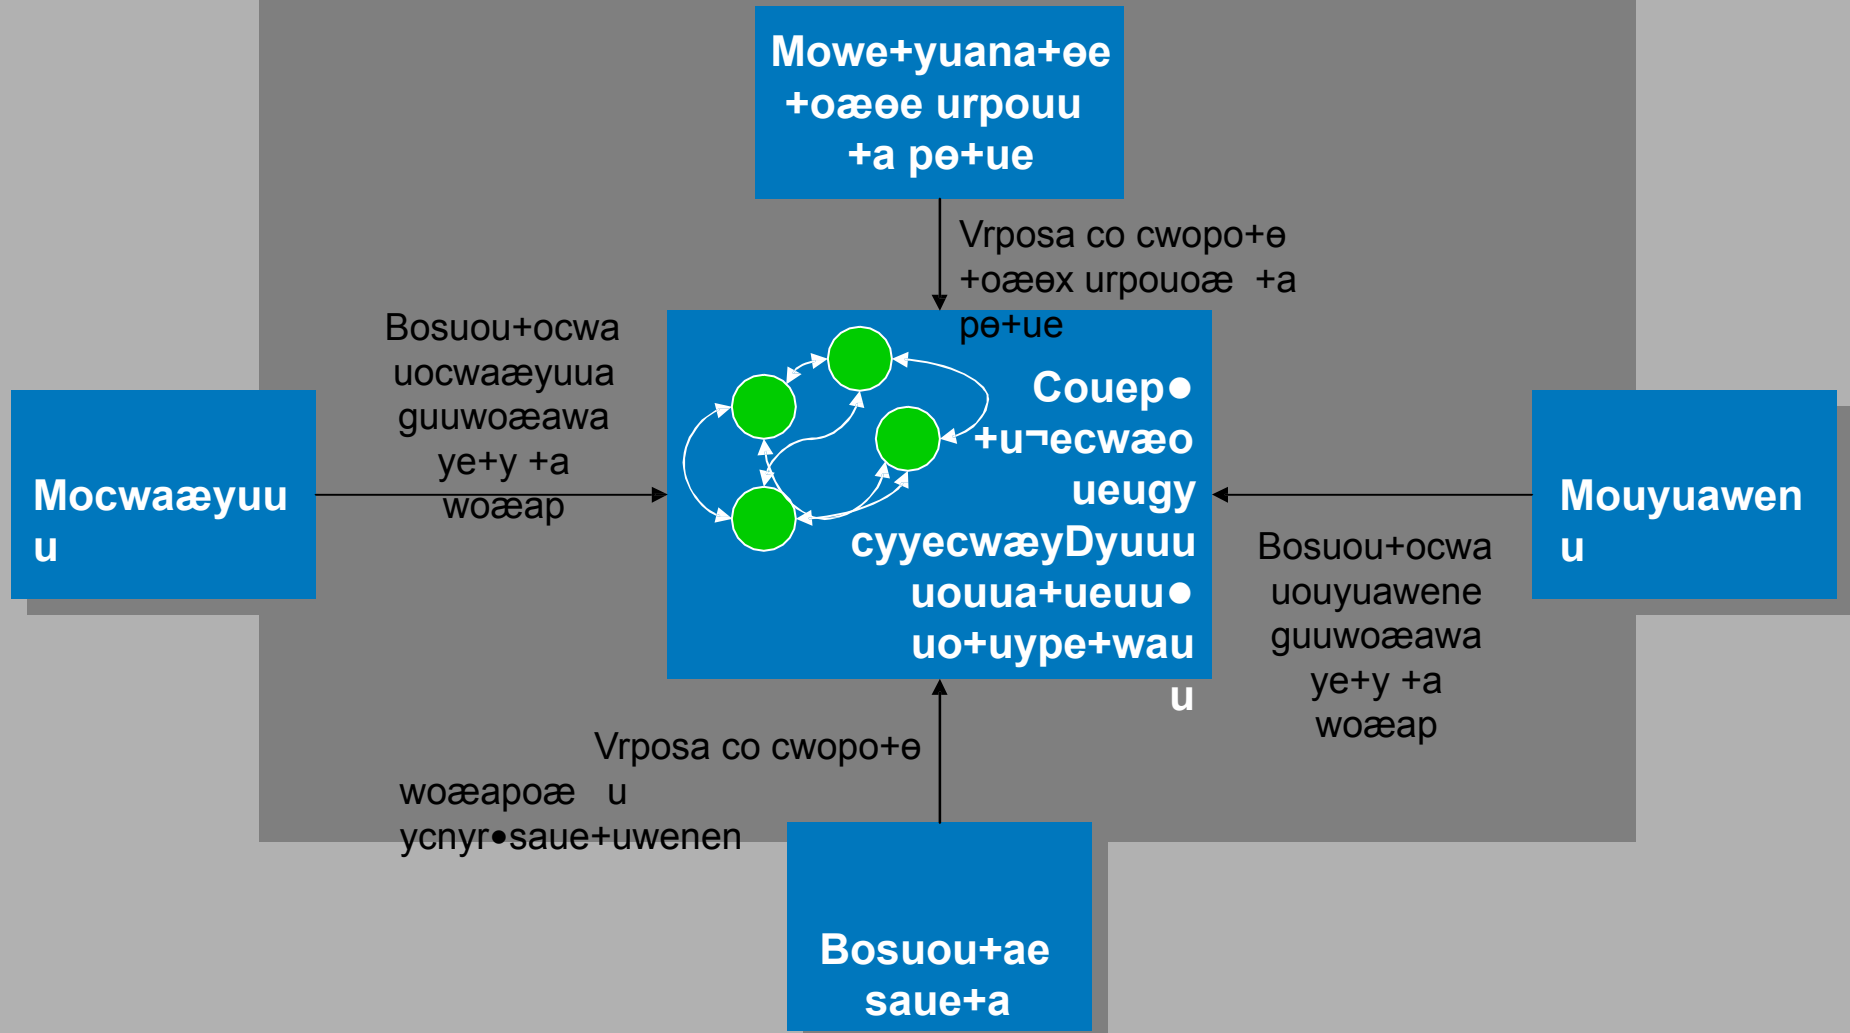 Mowe+yuana+ɵe
+oæɵe urpouu
+a pɵ+ue
Vrposa co cwopo+ɵ
+oæɵx urpouoæ +a
pɵ+ue
Bosuou+ocwa
uocwaæyuua
guuwoæawa
ye+y +a
woæap
Mocwaæyuu
u
Couep●
+u¬ecwæo
ueugy
cyyecwæyDyuuu
uouua+ueuu●
uo+uype+wau
u
Mouyuawen
u
Bosuou+ocwa
uouyuawene
guuwoæawa
ye+y +a
woæap
Vrposa co cwopo+ɵ
woæapoæ u
ycnyr●saue+uwenen
Bosuou+ae
saue+a